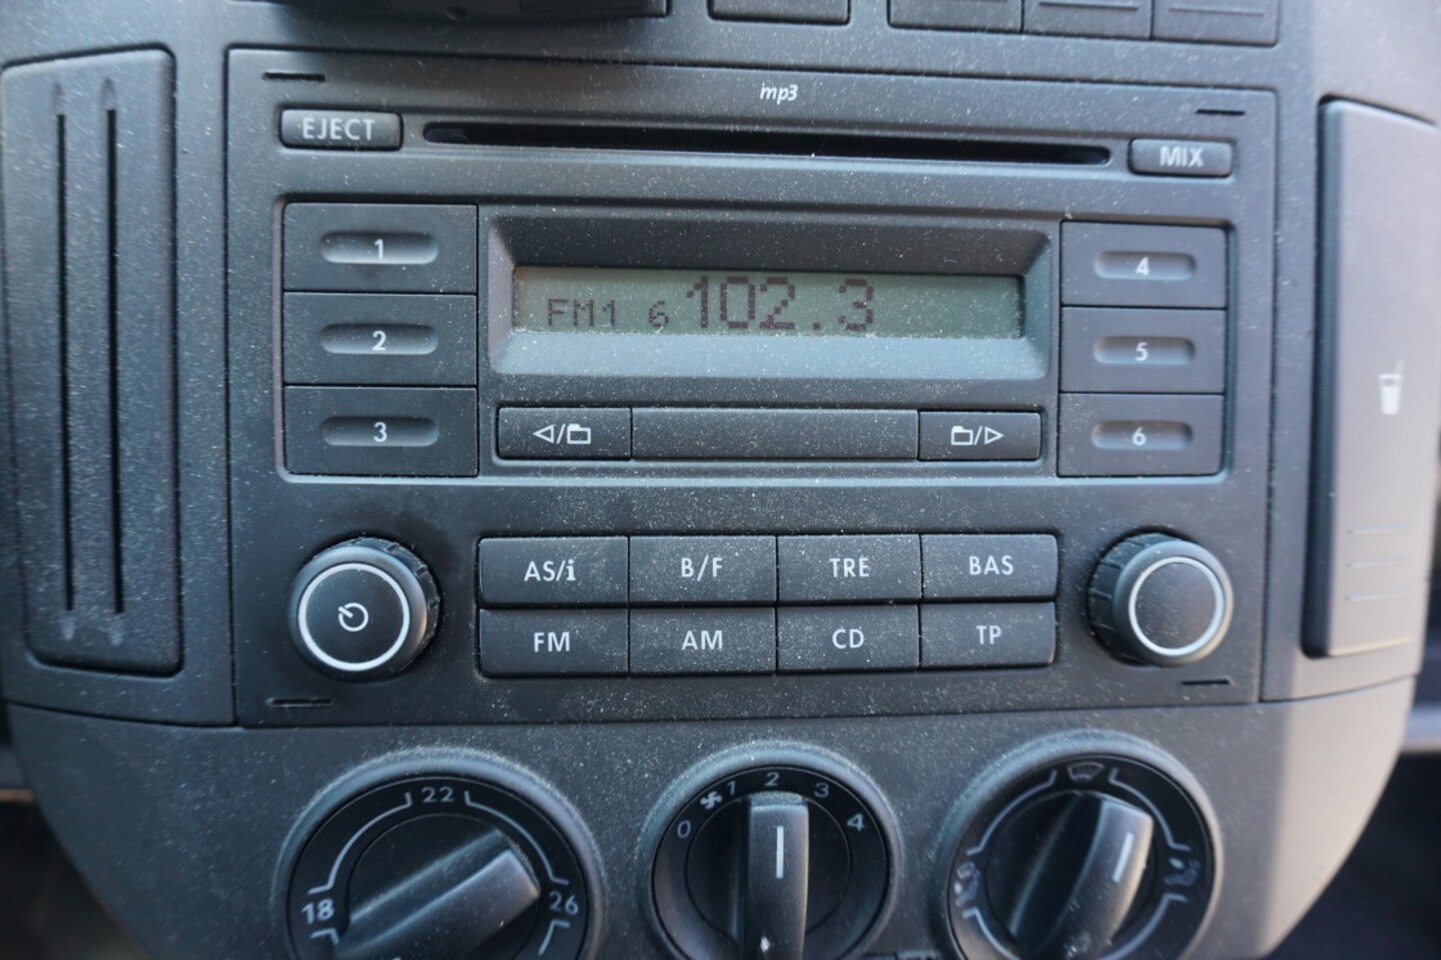 mp3
EJECT
MIX
1
4
FM1 6 102.3
2
5
3
6
AS/i B/F TRE BAS
FM AM CD TP
22
18
26
0 1 2 3 4